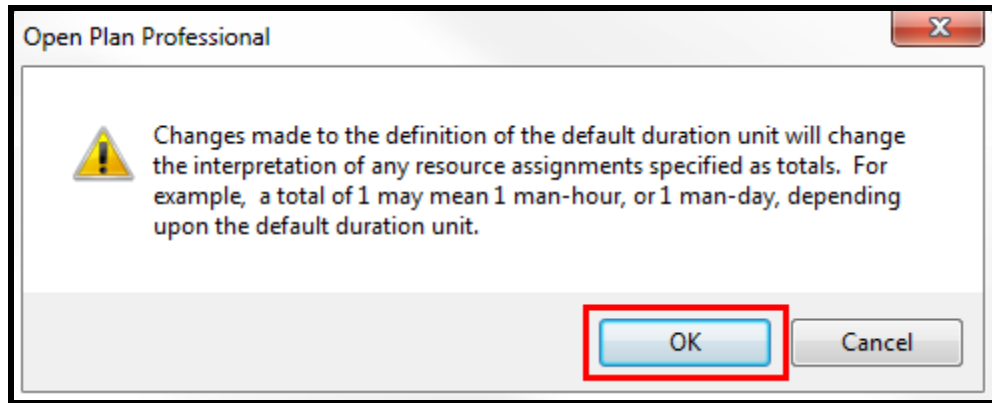 Open Plan Professional
Changes made to the definition of the default duration unit will change
the interpretation of any resource assignments specified as totals.  For
example,  a total of 1 may mean 1 man-hour, or 1 man-day, depending
upon the default duration unit.
OK
Cancel